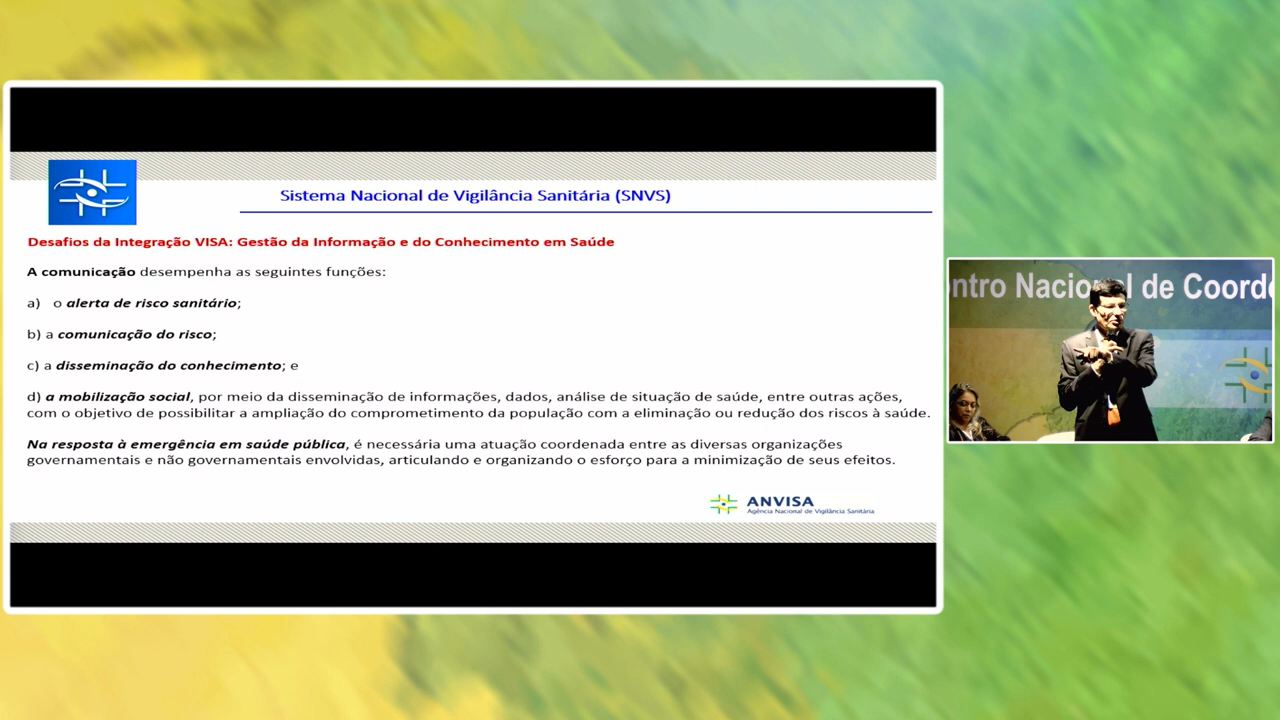 Sistema Nacional de Vigilância Sanitária (SNVS)
Desafios da Integração VISA: Gestão da Informação e do Conhecimento em Saúde
A comunicação desempenha as seguintes funções:
a) o alerta de risco sanitário;
b) a comunicação do risco;
c) a disseminação do conhecimento; e
d) a mobilização social, por meio da disseminação de informações, dados, análise de situação de saúde, entre outras ações,
com o objetivo de possibilitar a ampliação do comprometimento da população com a eliminação ou redução dos riscos à saúde.
Na resposta à emergência em saúde pública, é necessária uma atuação coordenada entre as diversas organizações
governamentais e não governamentais envolvidas, articulando e organizando o esforço para a minimização de seus efeitos.
ANVISA
Agência Nacional de Vigilância Sanitária
ntro Nacional de Coorde